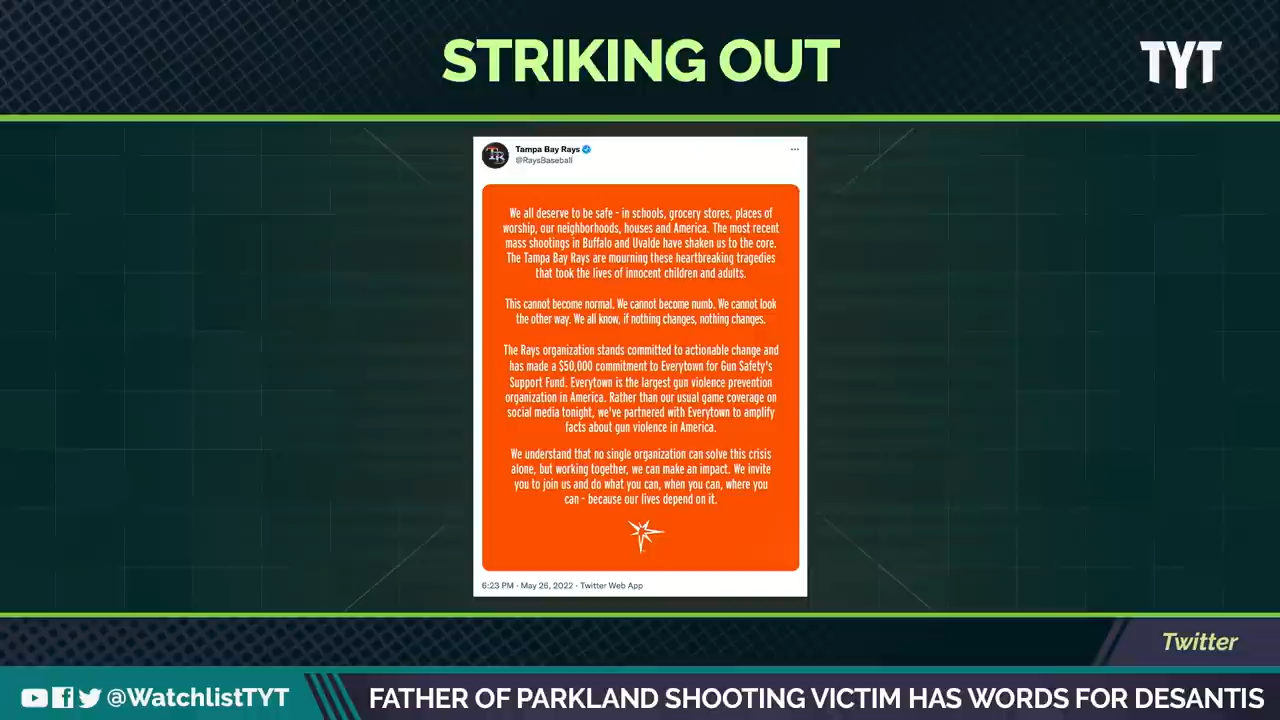 STRIKING OUT
TYT
Tampa Bay Rays
@RaysBaseball
TB
We all deserve to be safe - in schools, grocery stores, places of
worship, our neighborhoods, houses and America. The most recent
mass shootings in Buffalo and Uvalde have shaken us to the core.
The Tampa Bay Rays are mourning these heartbreaking tragedies
that took the lives of innocent children and adults.
This cannot become normal. We cannot become numb. We cannot look
the other way. We all know, if nothing changes, nothing changes.
The Rays organization stands committed to actionable change and
has made a $50,000 commitment to Everytown for Gun Safety's
Support Fund. Everytown is the largest gun violence prevention
organization in America. Rather than our usual game coverage on
social media tonight, we've partnered with Everytown to amplify
facts about gun violence in America.
We understand that no single organization can solve this crisis
alone, but working together, we can make an impact. We invite
you to join us and do what you can, when you can, where you
can - because our lives depend on it.
6:23 PM · May 26, 2022 · Twitter Web App
Twitter
@WatchlistTYT
FATHER OF PARKLAND SHOOTING VICTIM HAS WORDS FOR DESANTIS